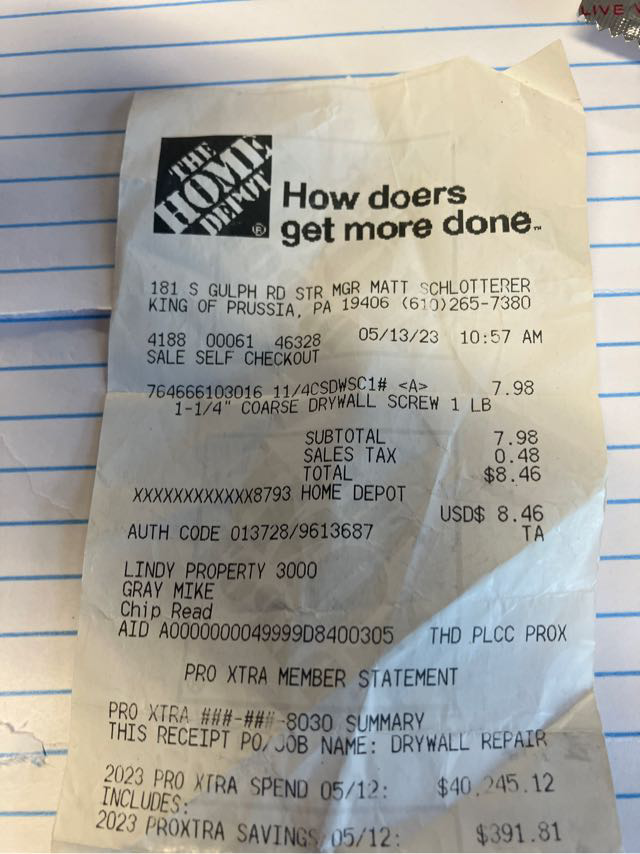 LIVE
THE
HOME
DEPOT®
How doers
get more done™
181 S GULPH RD STR MGR MATT SCHLOTTERER
KING OF PRUSSIA, PA 19406 (610)265-7380
4188 00061 46328 05/13/23 10:57 AM
SALE SELF CHECKOUT
764666103016 11/4CSDWSC1# <A> 7.98
1-1/4" COARSE DRYWALL SCREW 1 LB
SUBTOTAL 7.98
SALES TAX 0.48
TOTAL $8.46
XXXXXXXXXXXX8793 HOME DEPOT
USD$ 8.46
AUTH CODE 013728/9613687 TA
LINDY PROPERTY 3000
GRAY MIKE
Chip Read
AID A0000000049999D8400305 THD PLCC PROX
PRO XTRA MEMBER STATEMENT
PRO XTRA ###-###-8030 SUMMARY
THIS RECEIPT PO/JOB NAME: DRYWALL REPAIR
2023 PRO XTRA SPEND 05/12: $40,245.12
INCLUDES:
2023 PROXTRA SAVINGS 05/12: $391.81